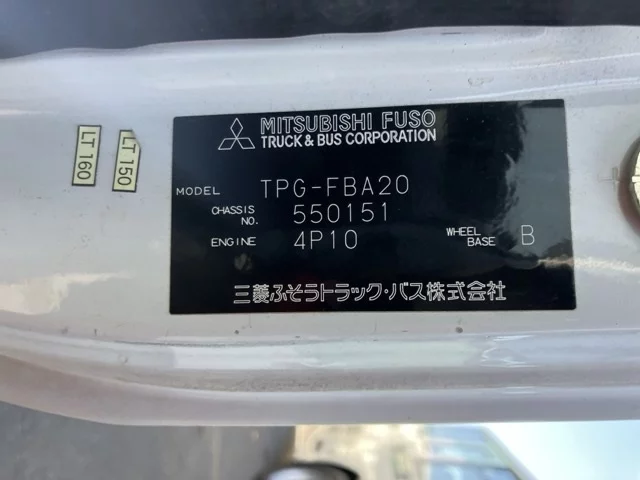 MITSUBISHI FUSO
TRUCK & BUS CORPORATION
MODEL TPG-FBA20
CHASSIS NO. 550151
ENGINE 4P10 WHEEL BASE B
三菱ふそうトラック・バス株式会社
LT 160
LT 150